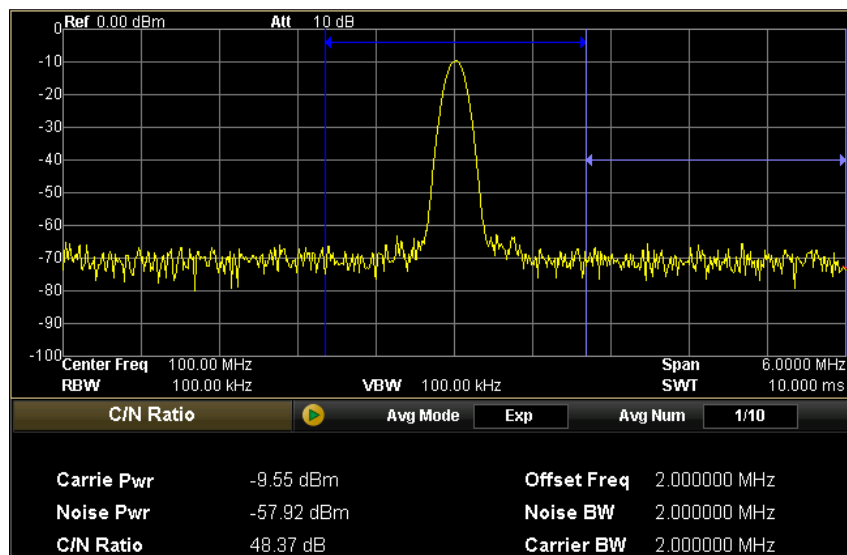 Ref 0.00 dBm Att 10 dB
0
-10
-20
-30
-40
-50
-60
-70
-80
-90
-100
Center Freq 100.00 MHz Span 6.0000 MHz
RBW 100.00 kHz VBW 100.00 kHz SWT 10.000 ms
C/N Ratio Avg Mode Exp Avg Num 1/10
Carrie Pwr -9.55 dBm Offset Freq 2.000000 MHz
Noise Pwr -57.92 dBm Noise BW 2.000000 MHz
C/N Ratio 48.37 dB Carrier BW 2.000000 MHz